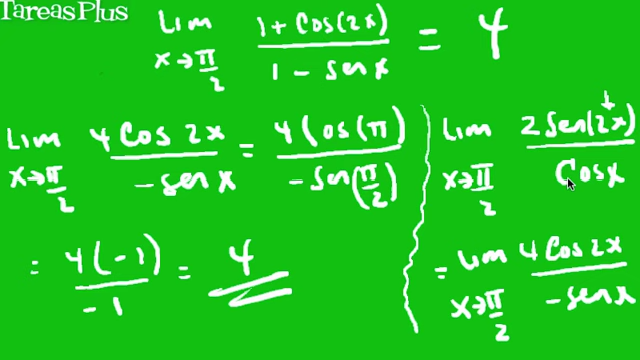 TareasPlus
Lim x→π/2 (1 + Cos(2x))/(1 - sen x) = 4
Lim x→π/2 (4 Cos 2x)/(-sen x) = (4 Cos(π))/(-Sen(π/2))
= 4(-1)/-1 = 4
Lim x→π/2 (2 Sen(2x))/(Cos x)
= Lim x→π/2 (4 Cos 2x)/(-sen x)